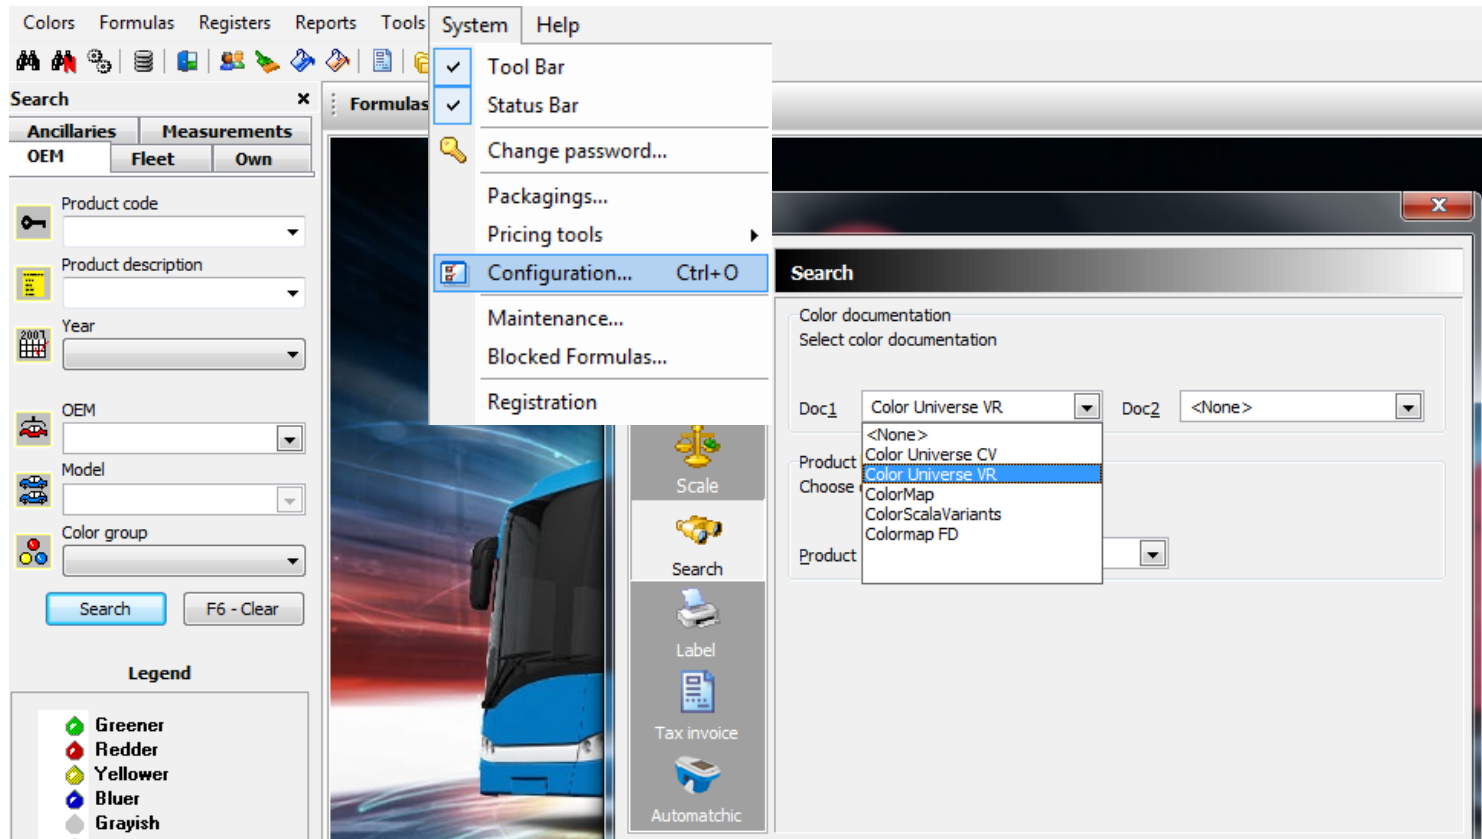 Colors Formulas Registers Reports Tools System Help
Tool Bar
Status Bar
Change password...
Packagings...
Pricing tools
Configuration... Ctrl+O
Maintenance...
Blocked Formulas...
Registration
Search
Ancillaries Measurements
OEM Fleet Own
Product code
Product description
2007
Year
OEM
Model
Color group
Search F6 - Clear
Legend
Greener
Redder
Yellower
Bluer
Grayish
Formulas
Scale
Search
Label
Tax invoice
Automatchic
Search
Color documentation
Select color documentation
Doc1 Color Universe VR Doc2 <None>
<None>
Color Universe CV
Color Universe VR
ColorMap
ColorScalaVariants
Colormap FD
Product
Choose
Product